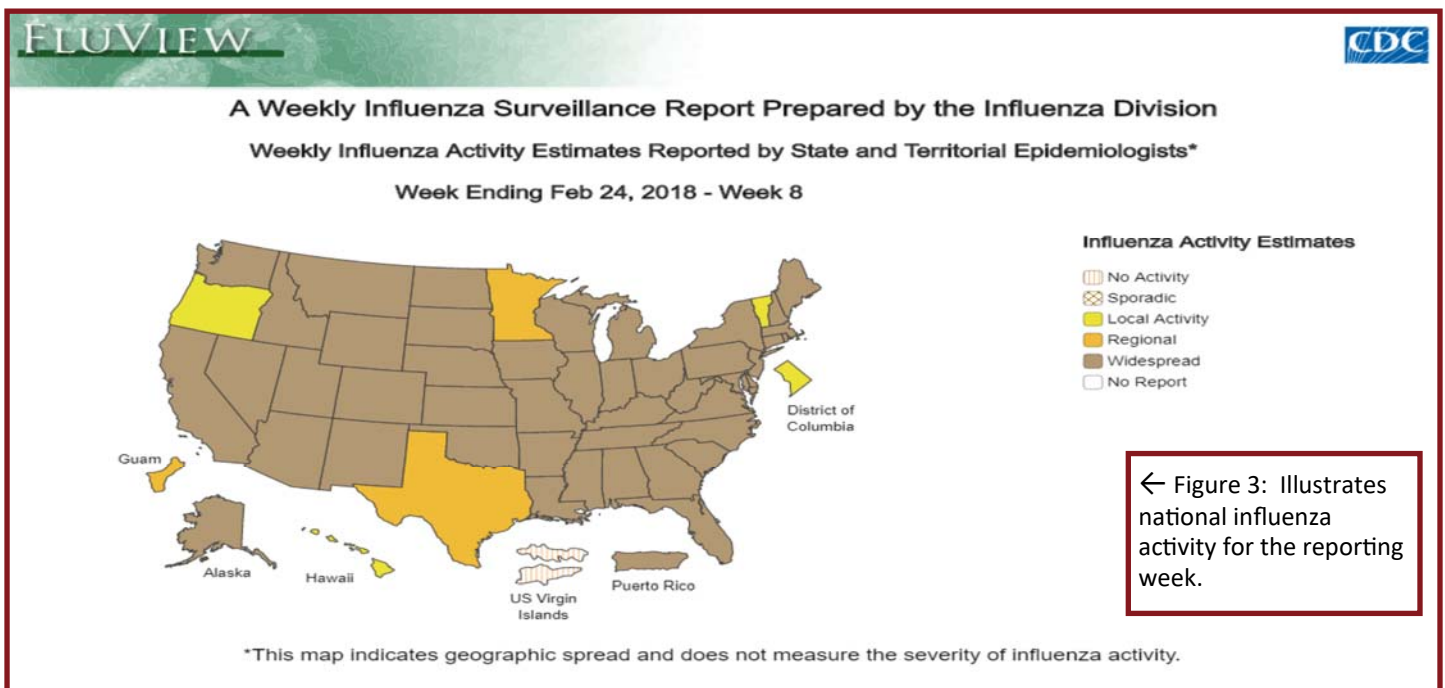 FLUVIEW
CDC
A Weekly Influenza Surveillance Report Prepared by the Influenza Division
Weekly Influenza Activity Estimates Reported by State and Territorial Epidemiologists*
Week Ending Feb 24, 2018 - Week 8
Influenza Activity Estimates
No Activity
Sporadic
Local Activity
Regional
Widespread
No Report
District of
Columbia
Guam
Alaska
Hawaii
US Virgin
Islands
Puerto Rico
← Figure 3: Illustrates
national influenza
activity for the reporting
week.
*This map indicates geographic spread and does not measure the severity of influenza activity.